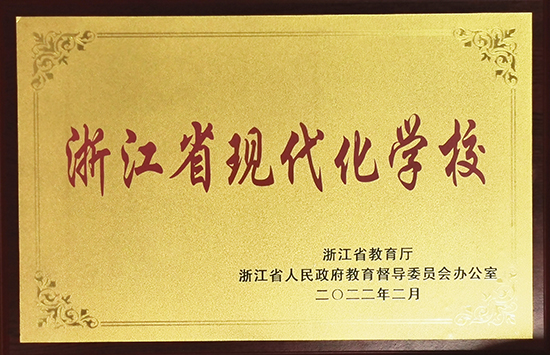 浙江省现代化学校
浙江省教育厅
浙江省人民政府教育督导委员会办公室
二〇二二年二月